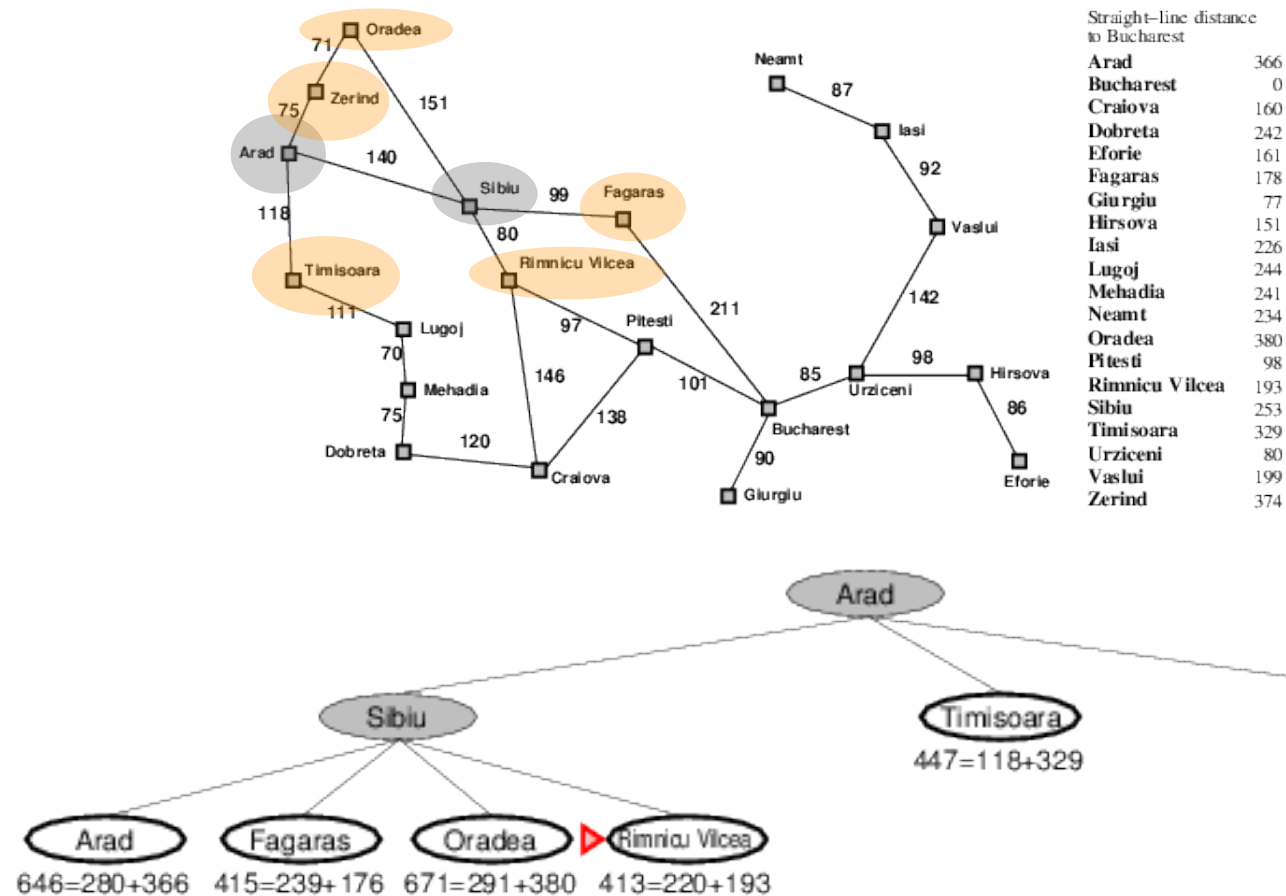 Oradea
71
Neamt
87
Zerind
151
75
Iasi
Arad
140
92
Sibiu
99
Fagaras
118
80
Vaslui
Timisoara
Rimnicu Vilcea
142
111
211
Lugoj
97
Pitesti
70
98
Hirsova
146
85
Mehadia
101
Urziceni
75
138
86
Bucharest
120
Dobreta
90
Craiova
Eforie
Giurgiu
Straight–line distance
to Bucharest
Arad 366
Bucharest 0
Craiova 160
Dobreta 242
Eforie 161
Fagaras 178
Giurgiu 77
Hirsova 151
Iasi 226
Lugoj 244
Mehadia 241
Neamt 234
Oradea 380
Pitesti 98
Rimnicu Vilcea 193
Sibiu 253
Timisoara 329
Urziceni 80
Vaslui 199
Zerind 374
Arad
Sibiu
Timisoara
447=118+329
Arad
Fagaras
Oradea
Rimnicu Vilcea
646=280+366
415=239+176
671=291+380
413=220+193